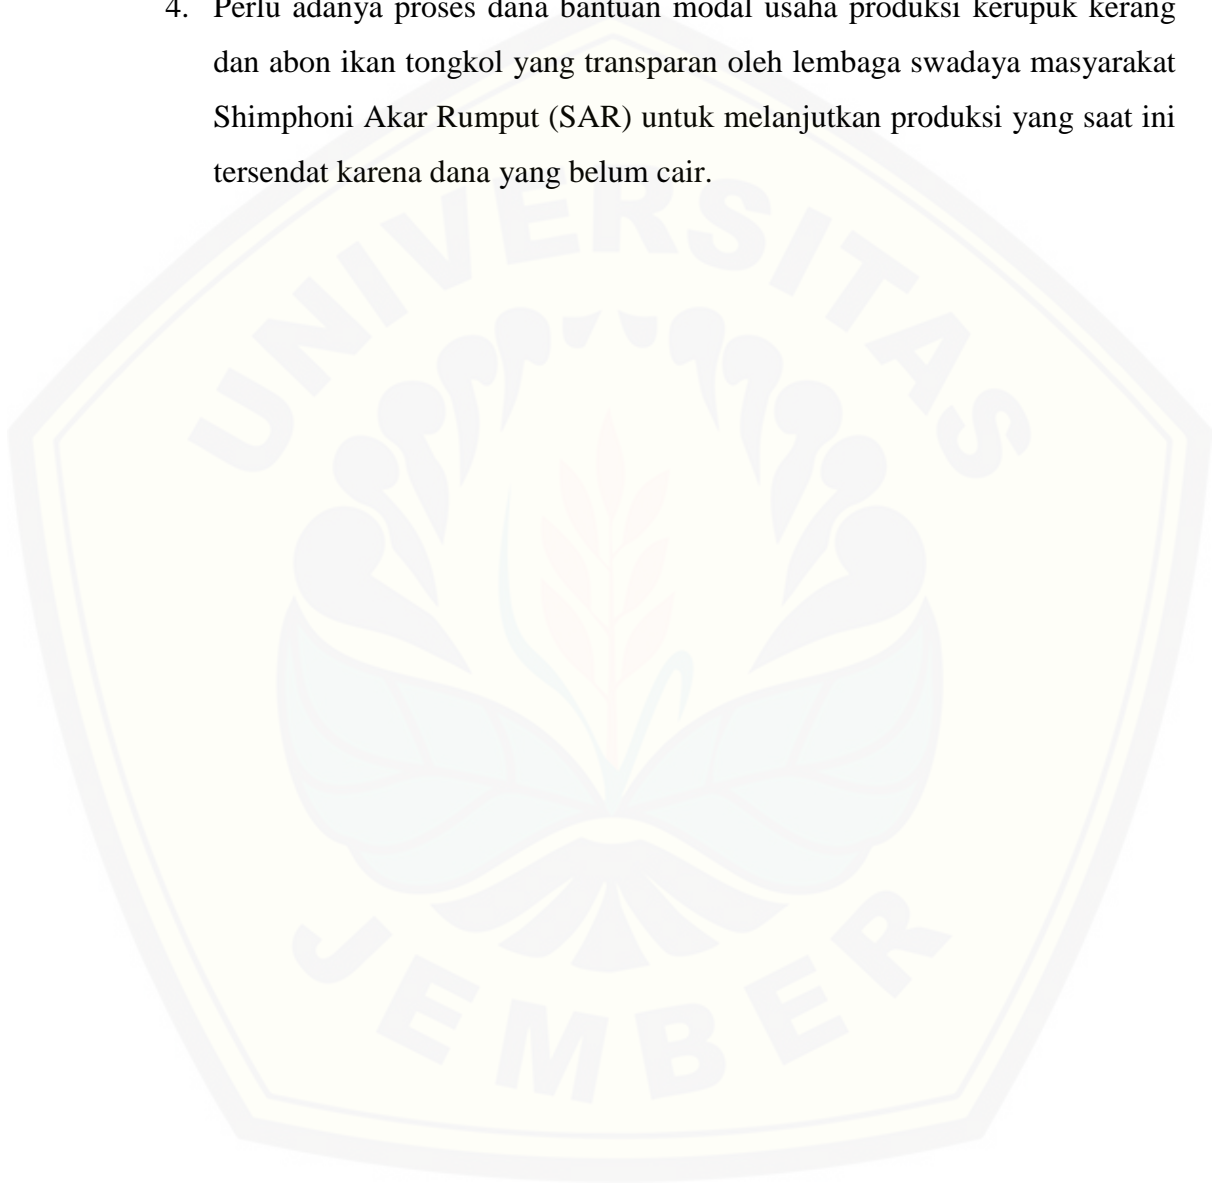 4. Perlu adanya proses dana bantuan modal usaha produksi kerupuk kerang
dan abon ikan tongkol yang transparan oleh lembaga swadaya masyarakat
Shimphoni Akar Rumput (SAR) untuk melanjutkan produksi yang saat ini
tersendat karena dana yang belum cair.
UNIVERSITAS
JEMBER